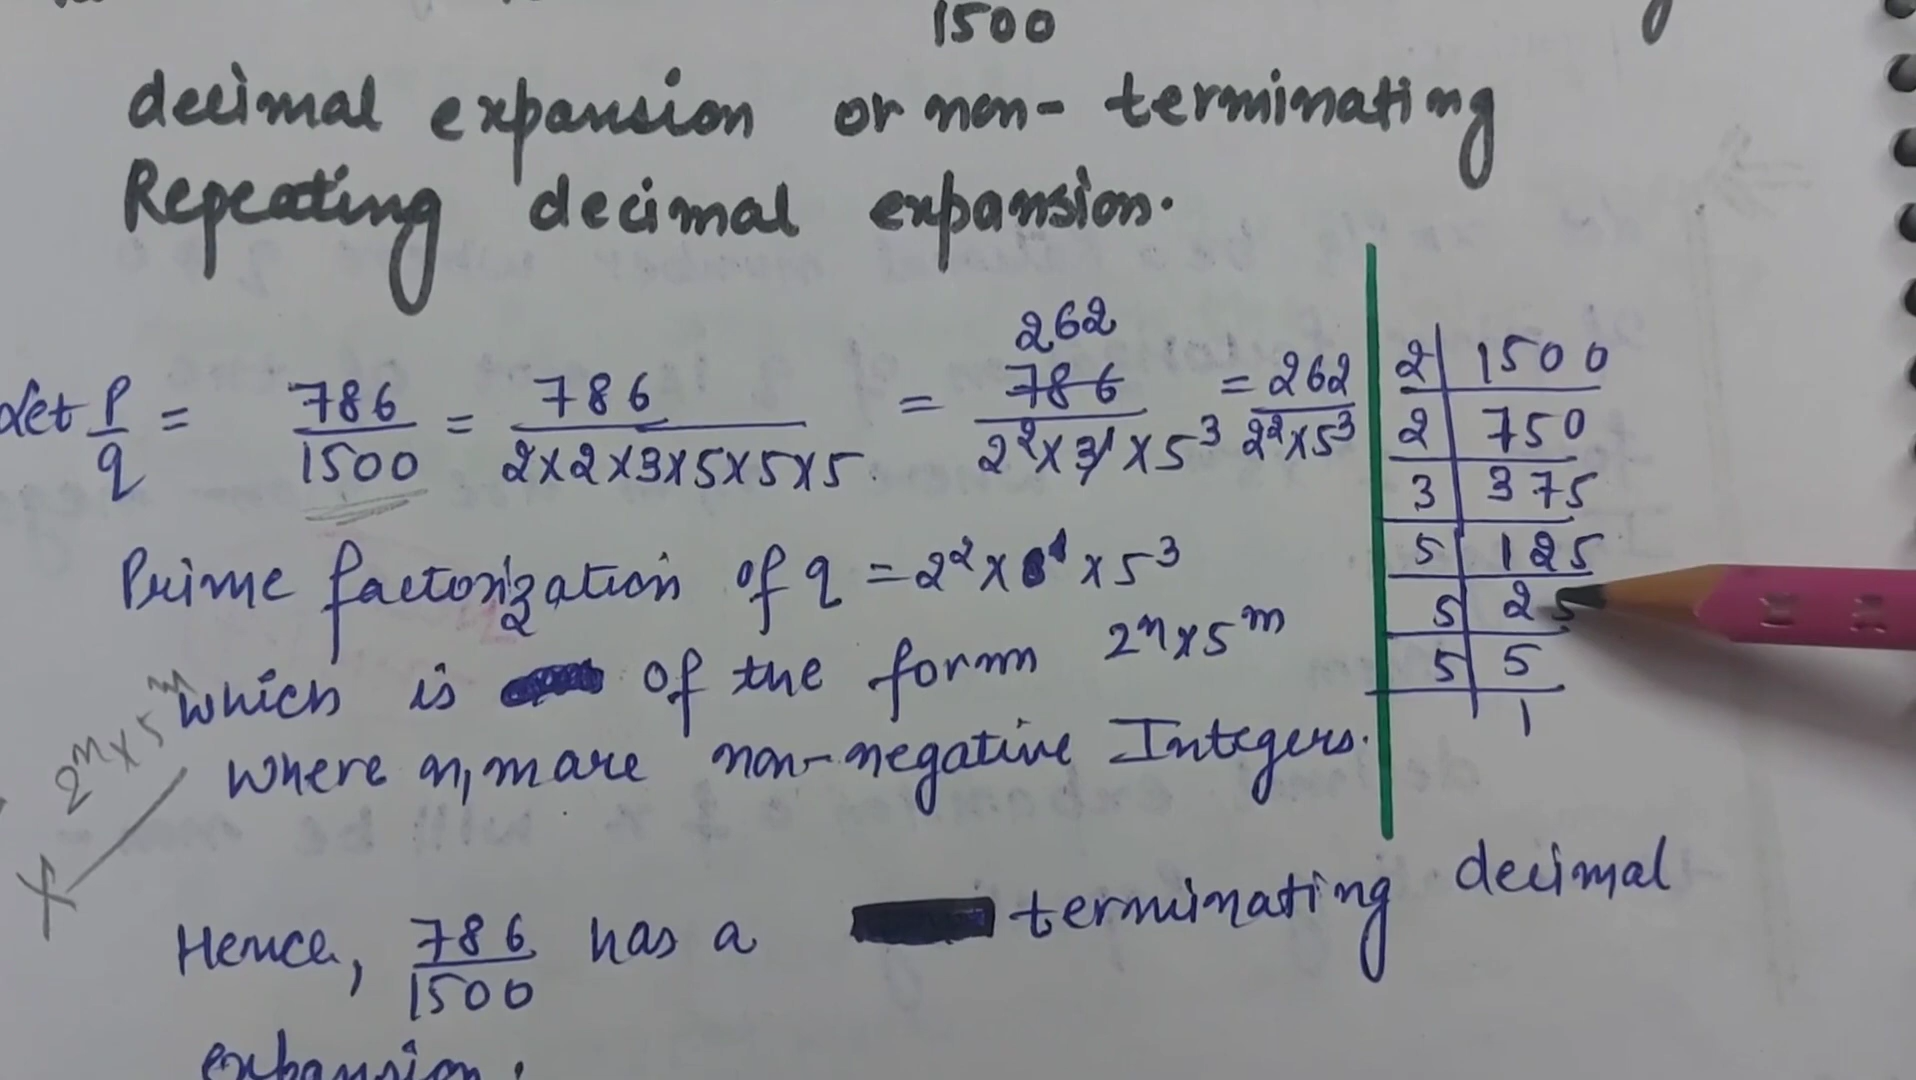 1500
decimal expansion or non-terminating
Repeating decimal expansion.
Let p/q = 786/1500 = 786/2×2×3×5×5×5 = 262 786/2²×3¹×5³ = 262/2²×5³
Prime factorization of q = 2² × 1 × 5³
which is of the form 2ⁿ×5ᵐ
where n,m are non-negative Integers.
2ⁿ×5ᵐ
Hence, 786/1500 has a terminating decimal
expansion.
2 | 1500
2 | 750
3 | 375
5 | 125
5 | 25
5 | 5
1